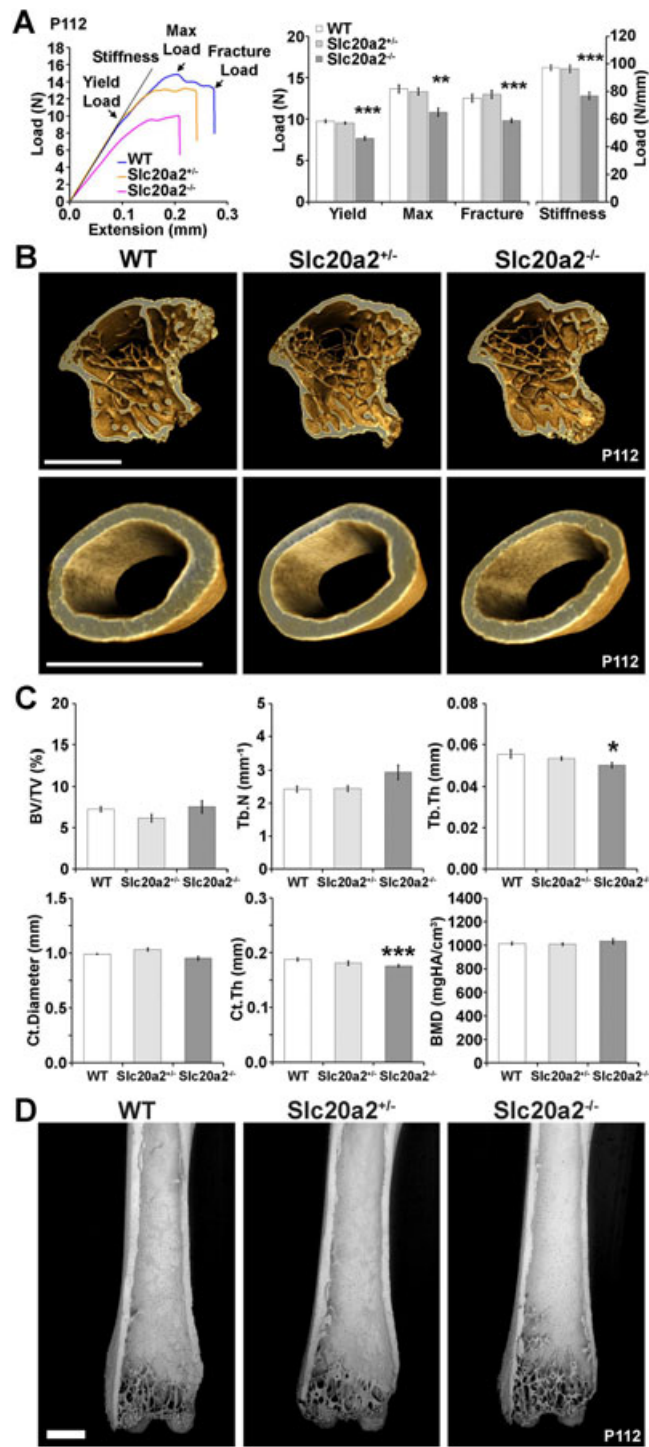 A P112
Load (N)
18
16
14
12
10
8
6
4
2
0
0.0 0.1 0.2 0.3
Extension (mm)
Stiffness
Yield
Load
Max
Load
Fracture
Load
WT
Slc20a2+/-
Slc20a2-/-
WT
Slc20a2+/-
Slc20a2-/-
Load (N)
20
15
10
5
0
*** ** *** ***
Yield Max Fracture Stiffness
120
100
80
60
40
20
0
Load (N/mm)
B WT Slc20a2+/- Slc20a2-/-
P112
P112
C
BV/TV (%)
20
15
10
5
0
WT Slc20a2+/- Slc20a2-/-
Tb.N (mm⁻¹)
5
4
3
2
1
0
WT Slc20a2+/- Slc20a2-/-
Tb.Th (mm)
0.08
0.06
0.04
0.02
0.00
*
WT Slc20a2+/- Slc20a2-/-
Ct.Diameter (mm)
1.5
1.0
0.5
0.0
WT Slc20a2+/- Slc20a2-/-
Ct.Th (mm)
0.3
0.2
0.1
0.0
***
WT Slc20a2+/- Slc20a2-/-
BMD (mgHA/cm³)
1400
1200
1000
800
600
400
200
0
WT Slc20a2+/- Slc20a2-/-
D WT Slc20a2+/- Slc20a2-/-
P112